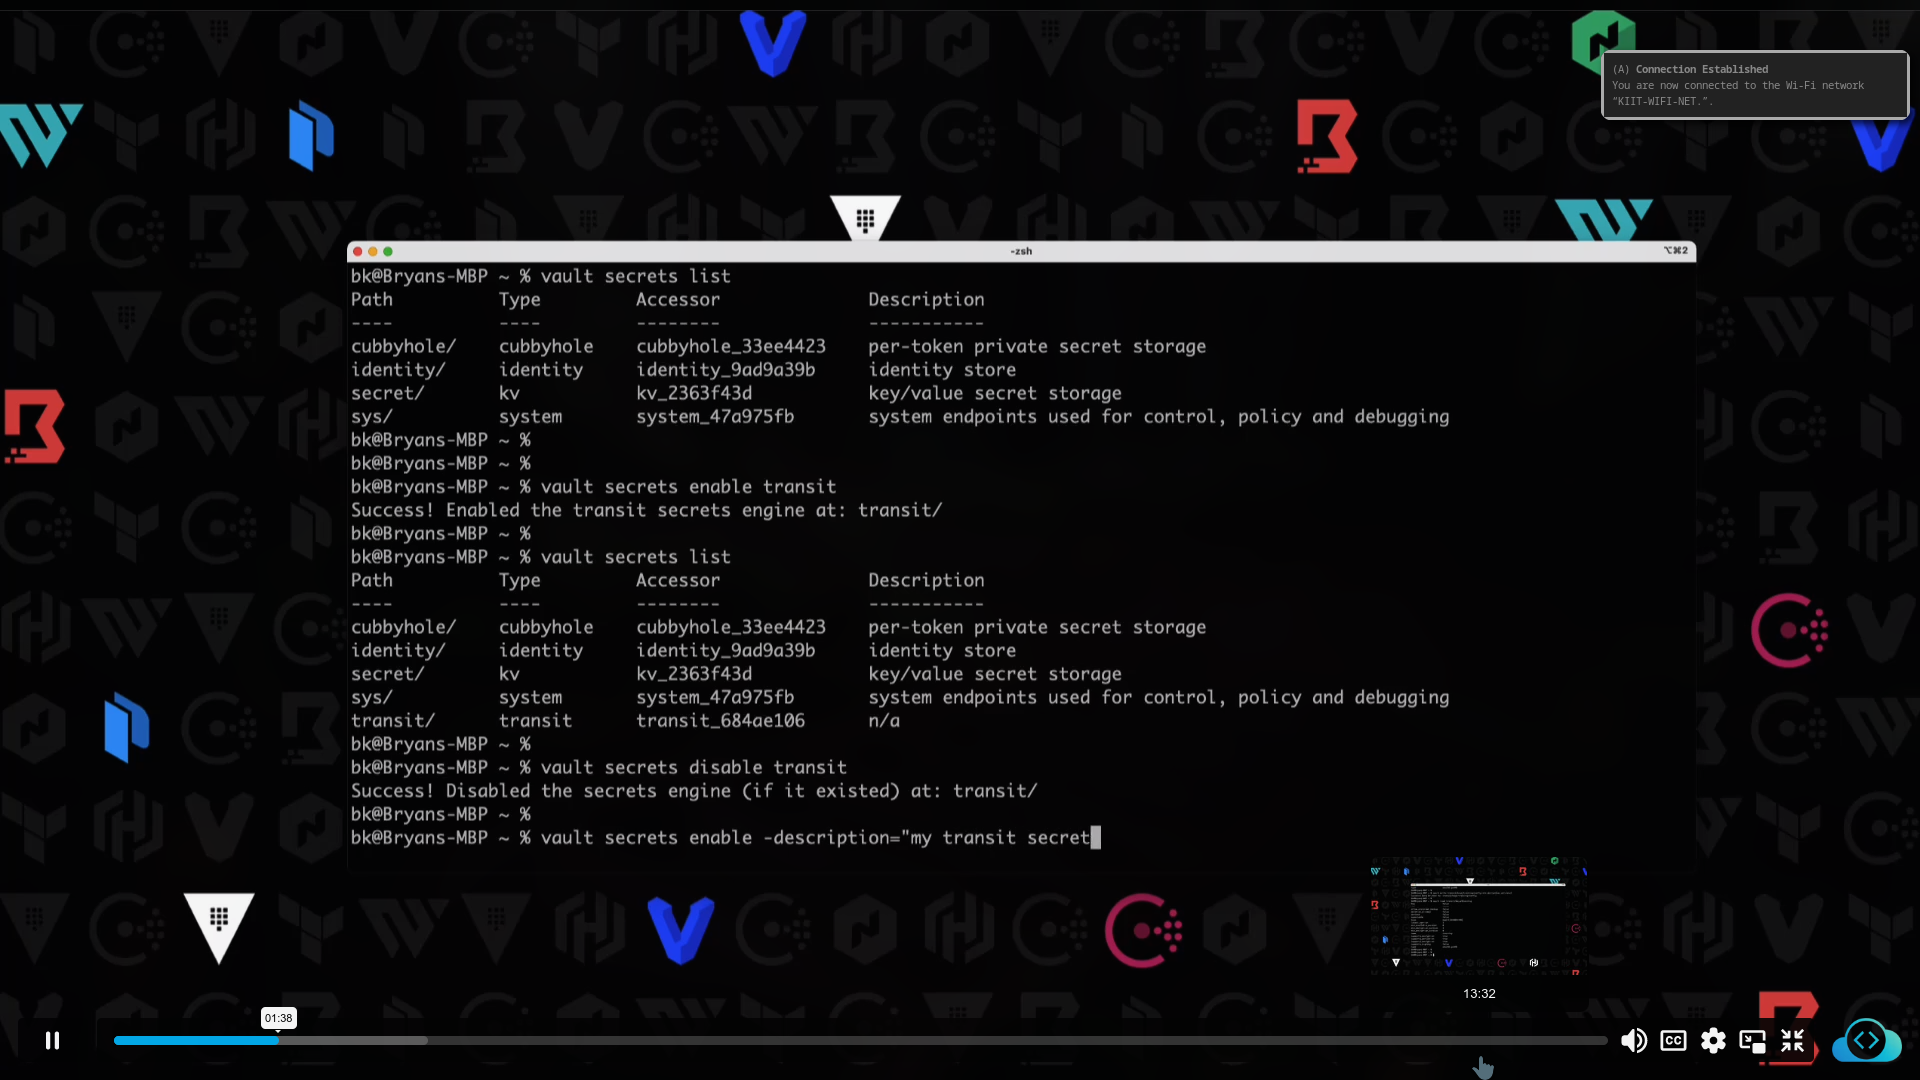 (A) Connection Established
You are now connected to the Wi-Fi network
“KIIT-WIFI-NET.”.
-zsh
⌥⌘2
bk@Bryans-MBP ~ % vault secrets list
Path Type Accessor Description
---- ---- -------- -----------
cubbyhole/ cubbyhole cubbyhole_33ee4423 per-token private secret storage
identity/ identity identity_9ad9a39b identity store
secret/ kv kv_2363f43d key/value secret storage
sys/ system system_47a975fb system endpoints used for control, policy and debugging
bk@Bryans-MBP ~ %
bk@Bryans-MBP ~ %
bk@Bryans-MBP ~ % vault secrets enable transit
Success! Enabled the transit secrets engine at: transit/
bk@Bryans-MBP ~ %
bk@Bryans-MBP ~ % vault secrets list
Path Type Accessor Description
---- ---- -------- -----------
cubbyhole/ cubbyhole cubbyhole_33ee4423 per-token private secret storage
identity/ identity identity_9ad9a39b identity store
secret/ kv kv_2363f43d key/value secret storage
sys/ system system_47a975fb system endpoints used for control, policy and debugging
transit/ transit transit_684ae106 n/a
bk@Bryans-MBP ~ %
bk@Bryans-MBP ~ % vault secrets disable transit
Success! Disabled the secrets engine (if it existed) at: transit/
bk@Bryans-MBP ~ %
bk@Bryans-MBP ~ % vault secrets enable -description="my transit secret
13:32
01:38
CC